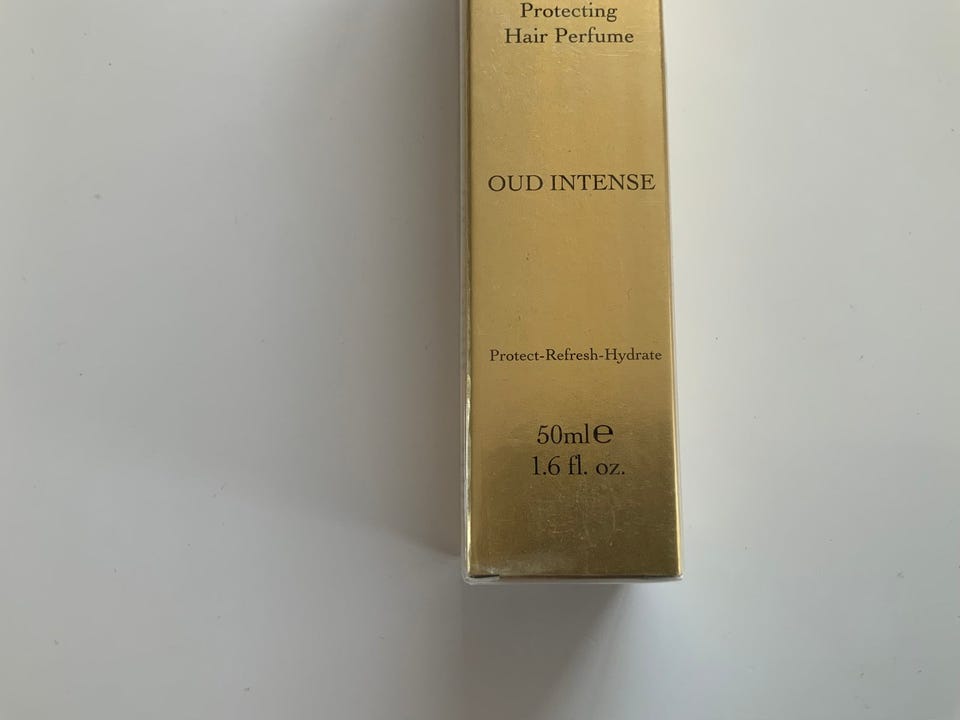 Protecting
Hair Perfume
OUD INTENSE
Protect-Refresh-Hydrate
50ml℮
1.6 fl. oz.